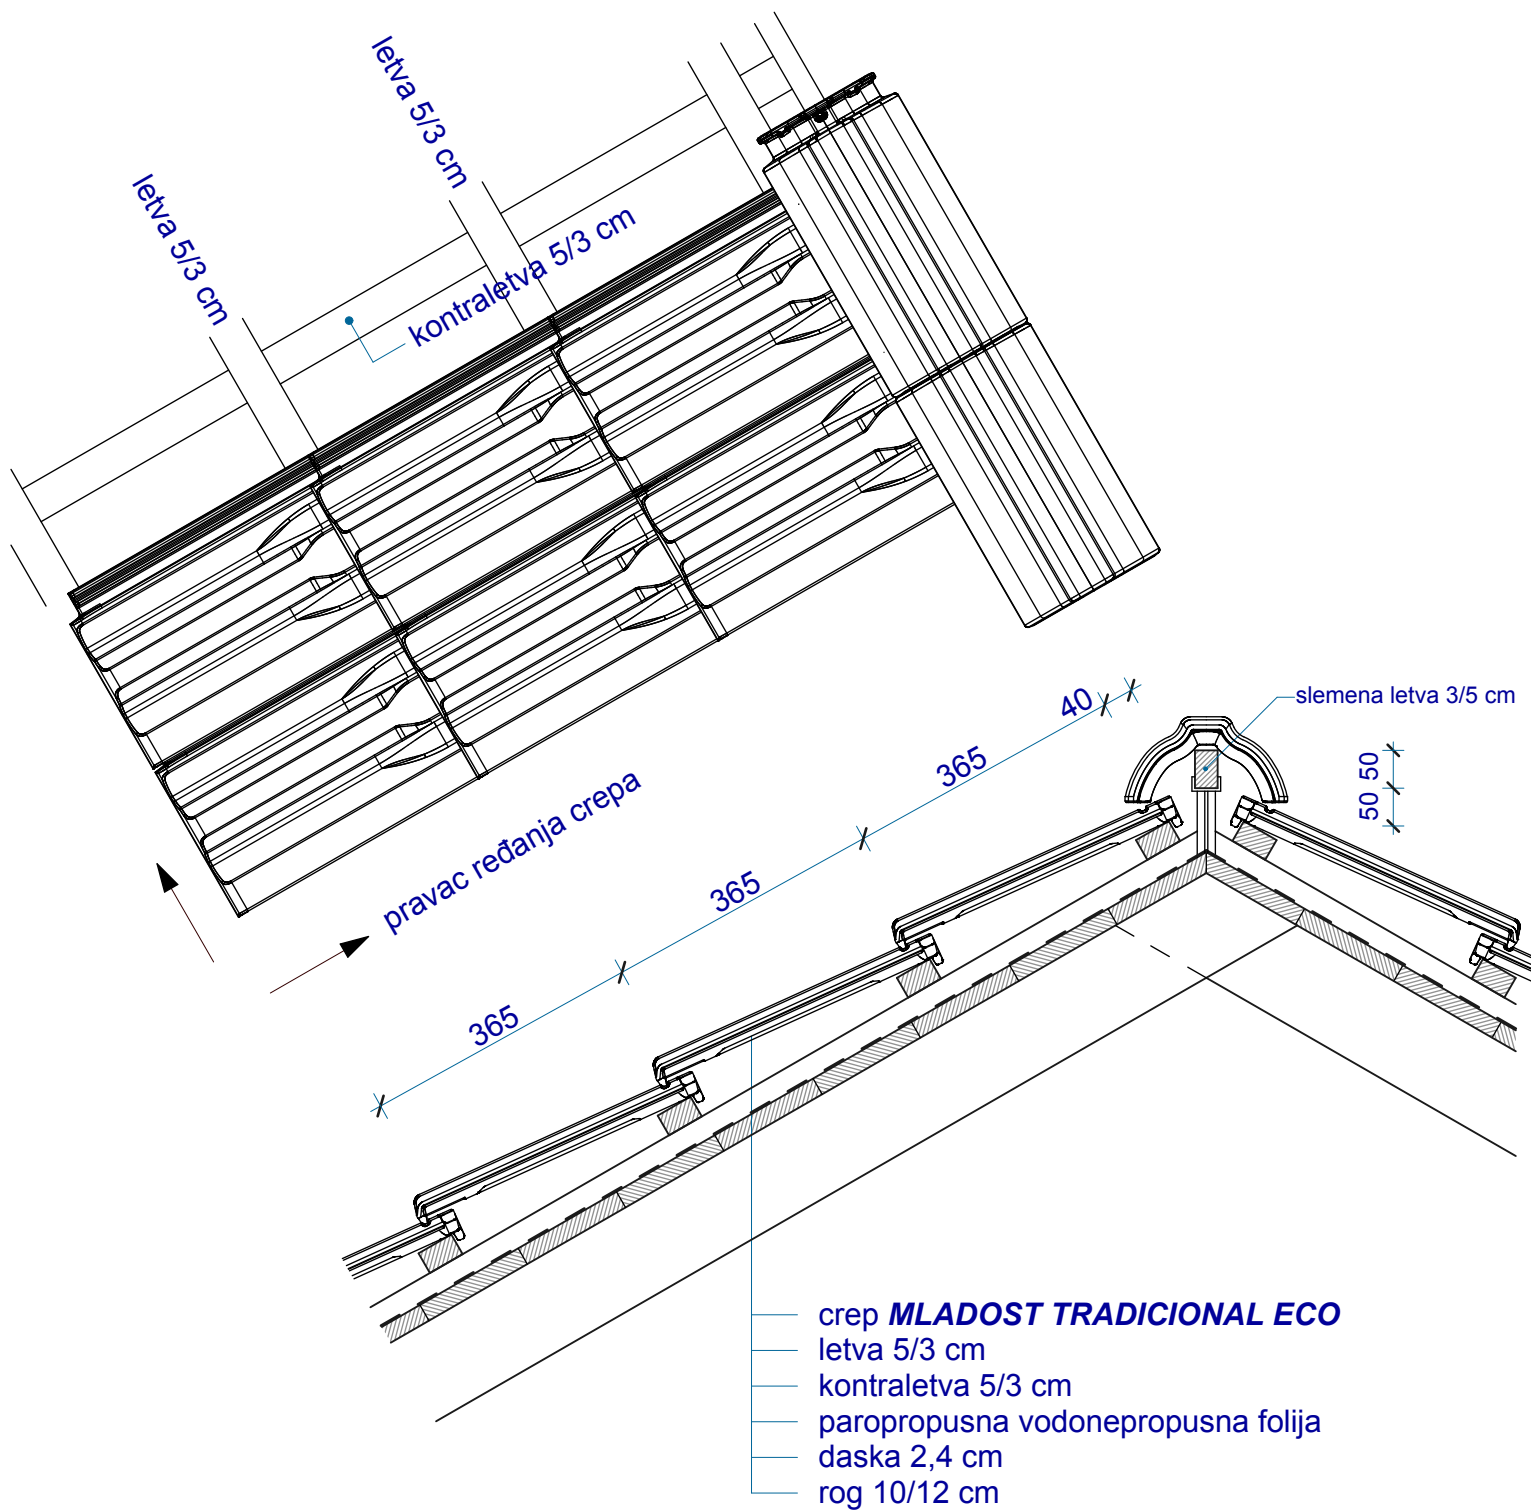 letva 5/3 cm
letva 5/3 cm
kontraletva 5/3 cm
pravac ređanja crepa
40
365
365
365
slemena letva 3/5 cm
50
50
crep MLADOST TRADICIONAL ECO
letva 5/3 cm
kontraletva 5/3 cm
paropropusna vodonepropusna folija
daska 2,4 cm
rog 10/12 cm